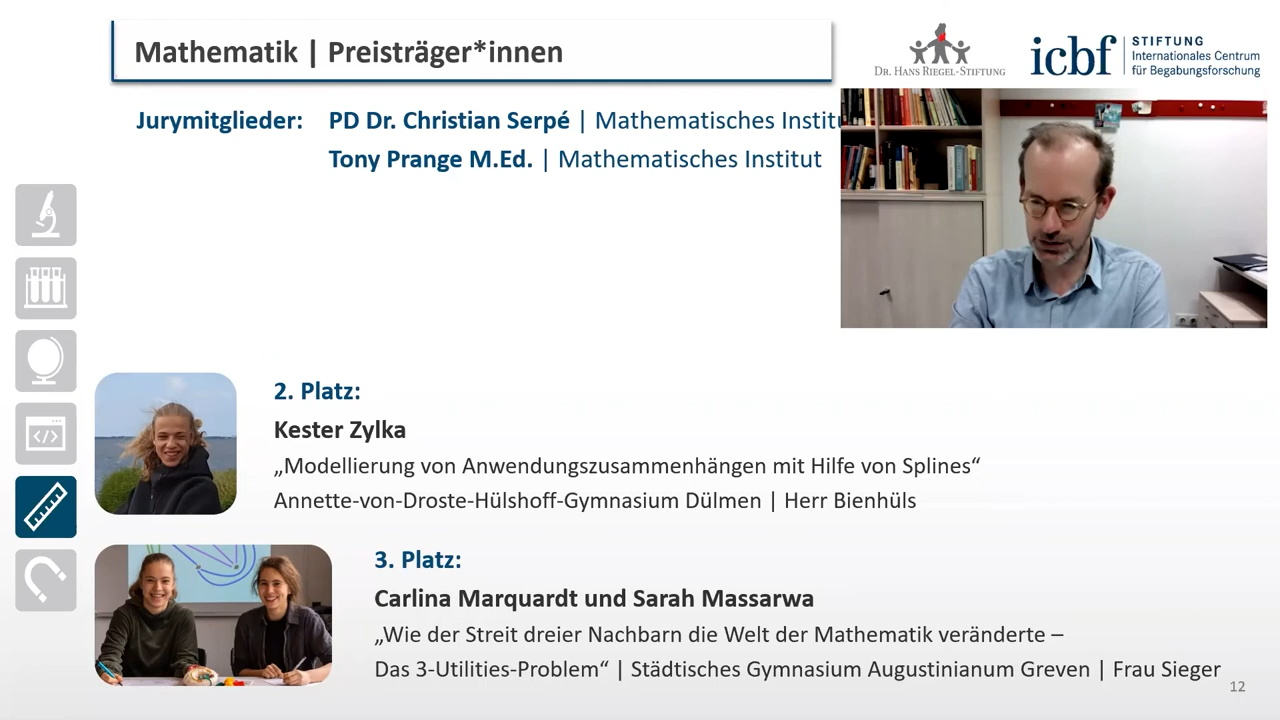 Mathematik | Preisträger*innen
DR. HANS RIEGEL-STIFTUNG
icbf
STIFTUNG
Internationales Centrum
für Begabungsforschung
Jurymitglieder:
PD Dr. Christian Serpé | Mathematisches Institu
Tony Prange M.Ed. | Mathematisches Institut
2. Platz:
Kester Zylka
„Modellierung von Anwendungszusammenhängen mit Hilfe von Splines“
Annette-von-Droste-Hülshoff-Gymnasium Dülmen | Herr Bienhüls
3. Platz:
Carlina Marquardt und Sarah Massarwa
„Wie der Streit dreier Nachbarn die Welt der Mathematik veränderte –
Das 3-Utilities-Problem“ | Städtisches Gymnasium Augustinianum Greven | Frau Sieger
12